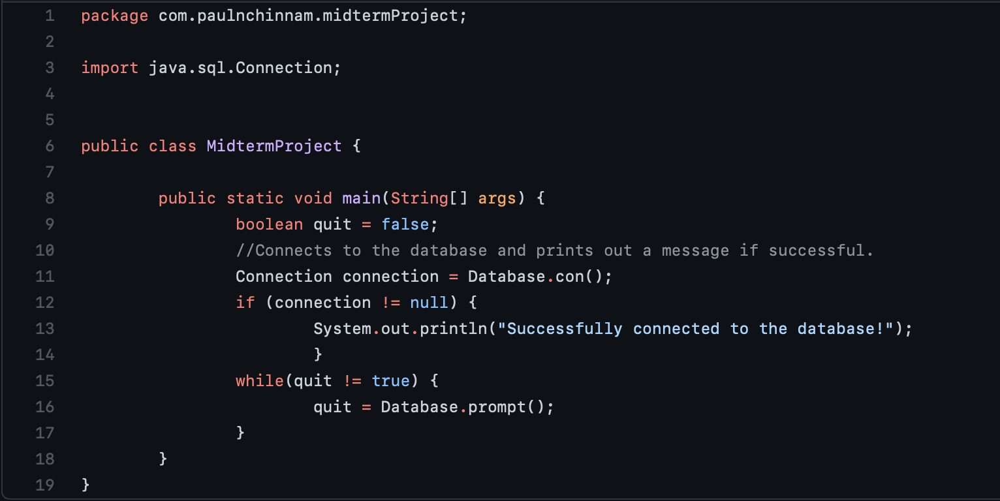 1 package com.paulnchinnam.midtermProject;
2
3 import java.sql.Connection;
4
5
6 public class MidtermProject {
7
8 public static void main(String[] args) {
9 boolean quit = false;
10 //Connects to the database and prints out a message if successful.
11 Connection connection = Database.con();
12 if (connection != null) {
13 System.out.println("Successfully connected to the database!");
14 }
15 while(quit != true) {
16 quit = Database.prompt();
17 }
18 }
19 }